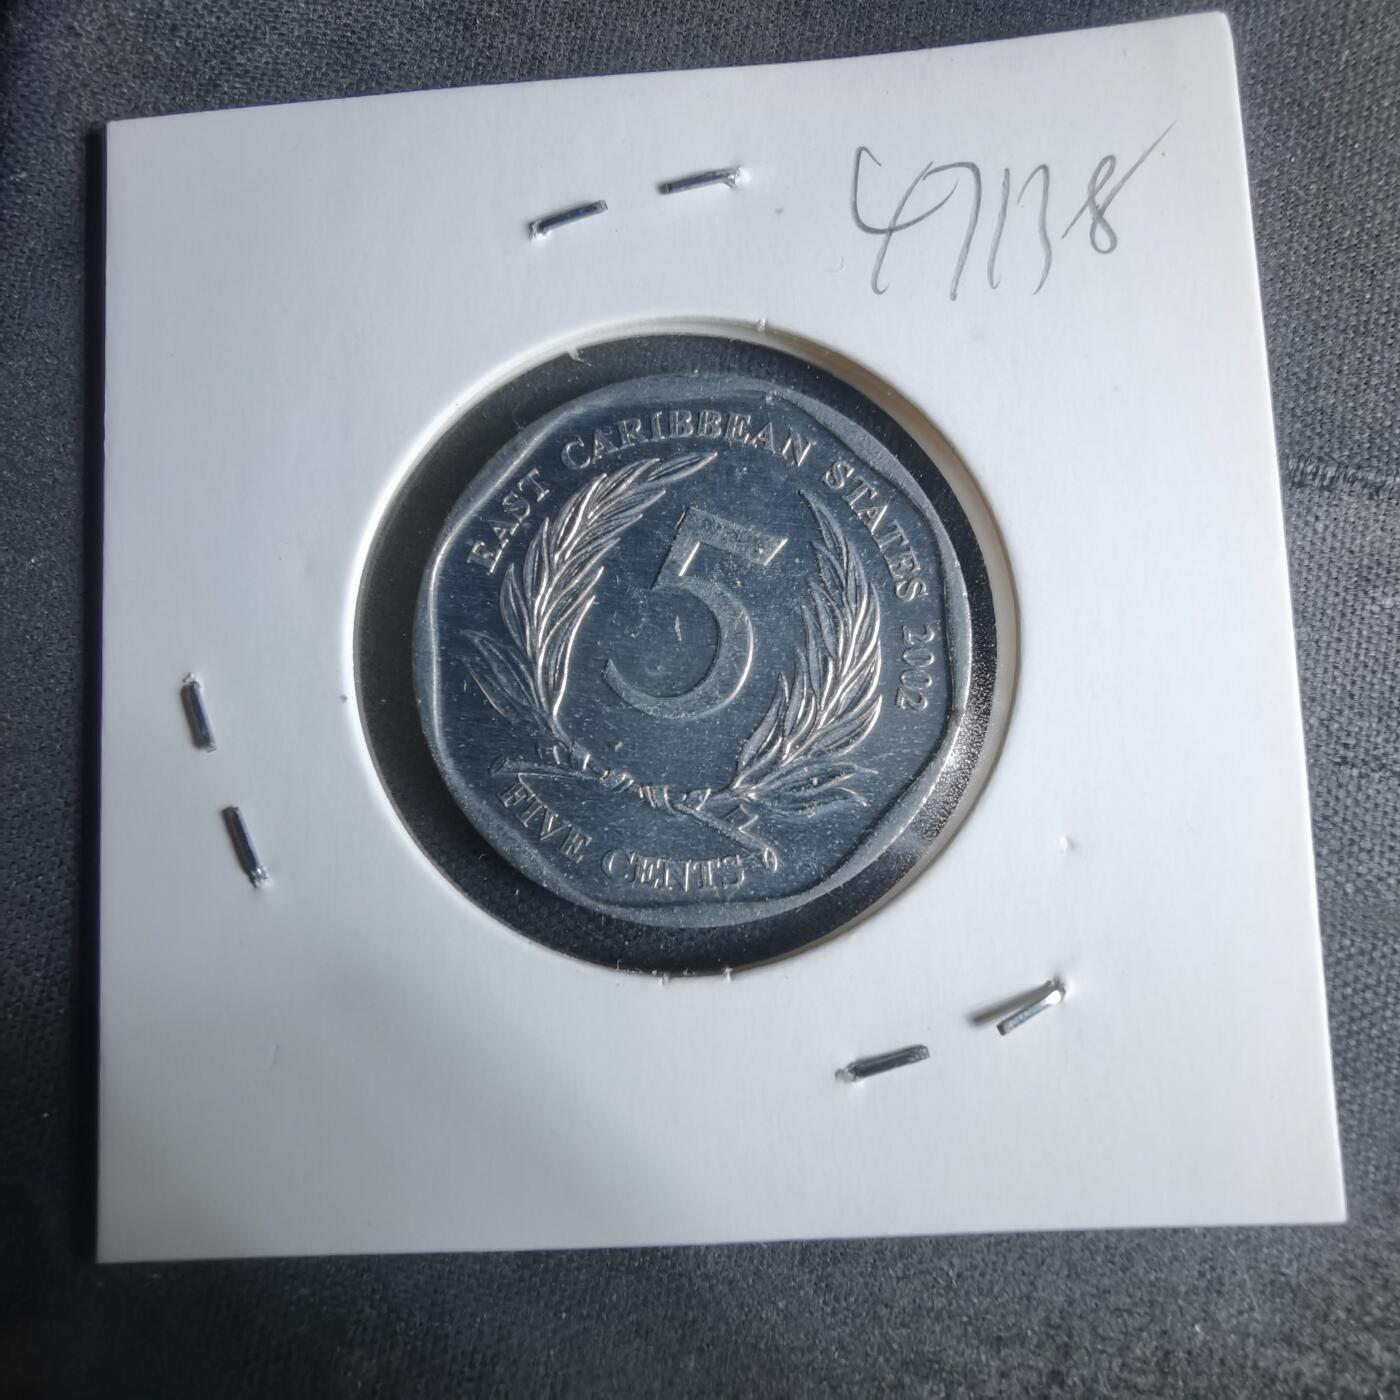 47138
EAST CARIBBEAN STATES 2002
5
FIVE CENTS